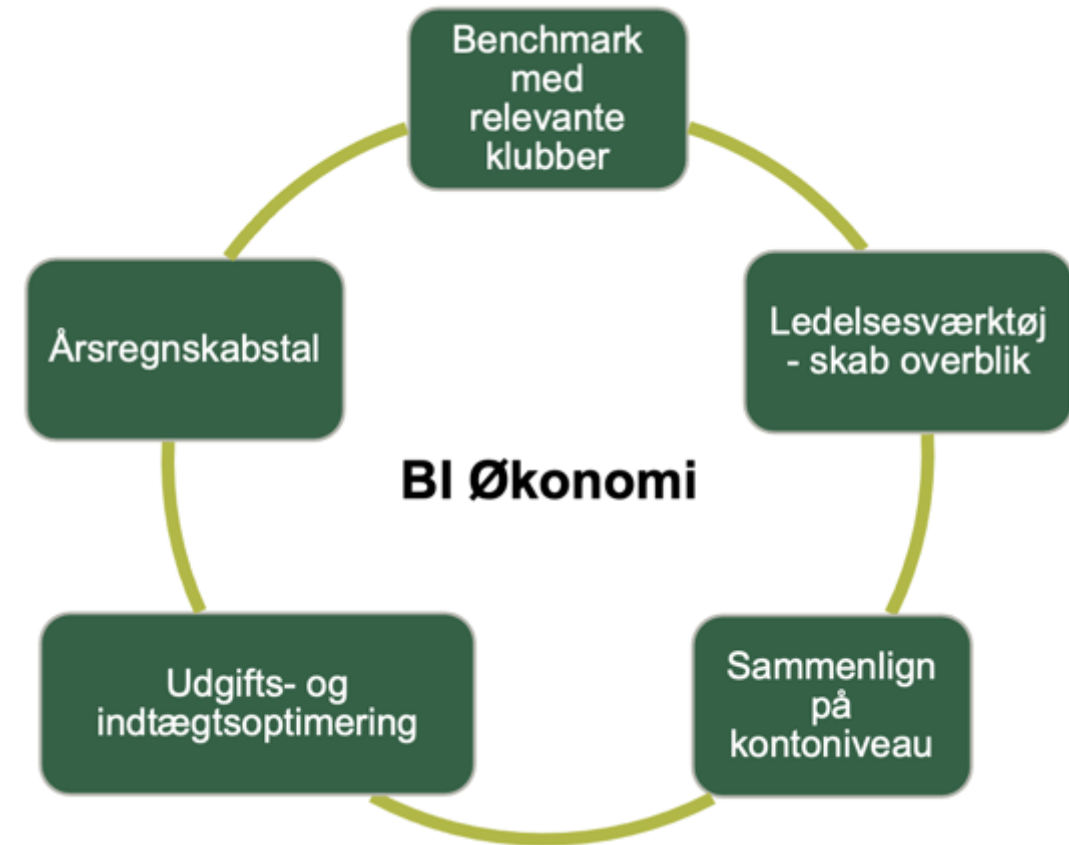 Benchmark
med
relevante
klubber
Ledelsesværktøj
- skab overblik
Sammenlign
på
kontoniveau
Udgifts- og
indtægtsoptimering
Årsregnskabstal
BI Økonomi